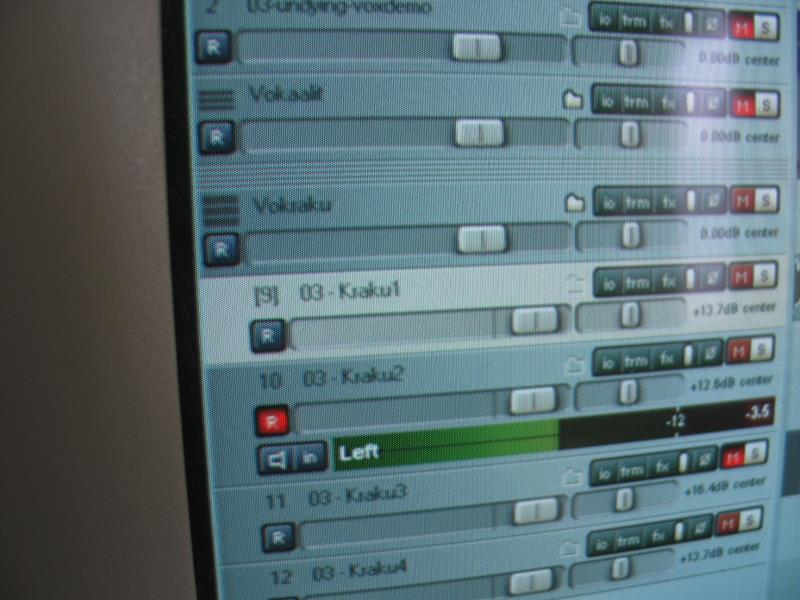 2 03-undying-voxdemo io trm fx Ø M S
R 0.00dB center
Vokaalit io trm fx Ø M S
R 0.00dB center
Vokraku io trm fx Ø M S
R 0.00dB center
[9] 03 - Kraku1 io trm fx Ø M S
R +13.7dB center
10 03 - Kraku2 io trm fx Ø M S
R +12.6dB center
in Left -12 -3.5
11 03 - Kraku3 io trm fx Ø M S
R +16.4dB center
12 03 - Kraku4 io trm fx Ø M S
+13.7dB center